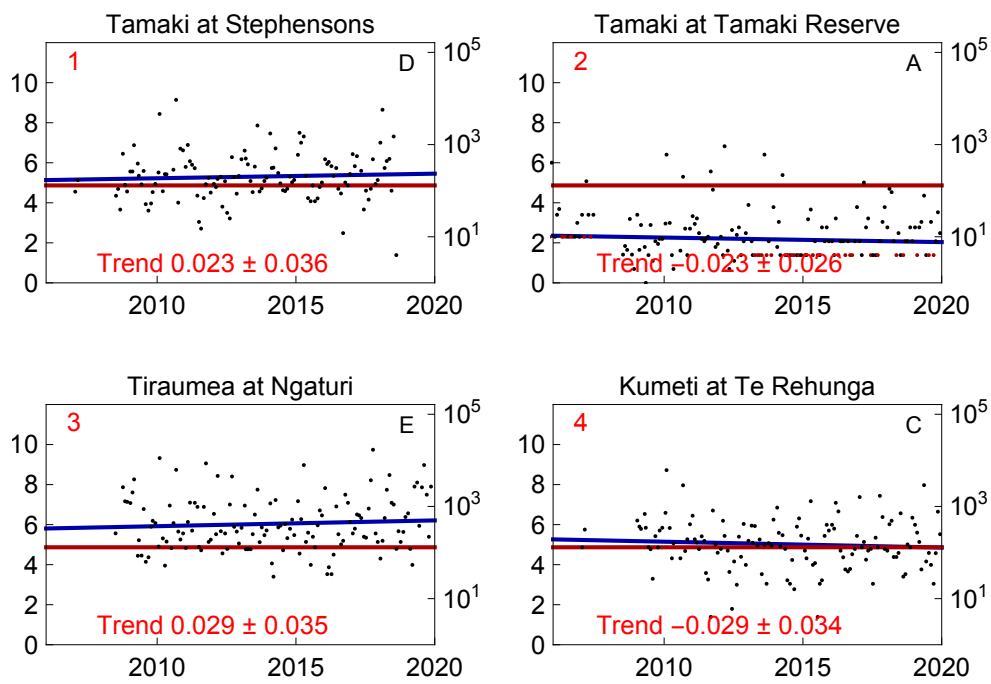 Tamaki at Stephensons
1
D
10
8
6
4
2
0
10^5
10^3
10^1
Trend 0.023 ± 0.036
2010 2015 2020
Tamaki at Tamaki Reserve
2
A
10
8
6
4
2
0
10^5
10^3
10^1
Trend −0.023 ± 0.026
2010 2015 2020
Tiraumea at Ngaturi
3
E
10
8
6
4
2
0
10^5
10^3
10^1
Trend 0.029 ± 0.035
2010 2015 2020
Kumeti at Te Rehunga
4
C
10
8
6
4
2
0
10^5
10^3
10^1
Trend −0.029 ± 0.034
2010 2015 2020